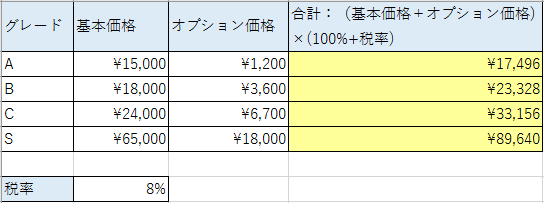 グレード 基本価格 オプション価格 合計：（基本価格＋オプション価格）
×（100%+税率）
A ¥15,000 ¥1,200 ¥17,496
B ¥18,000 ¥3,600 ¥23,328
C ¥24,000 ¥6,700 ¥33,156
S ¥65,000 ¥18,000 ¥89,640
税率 8%